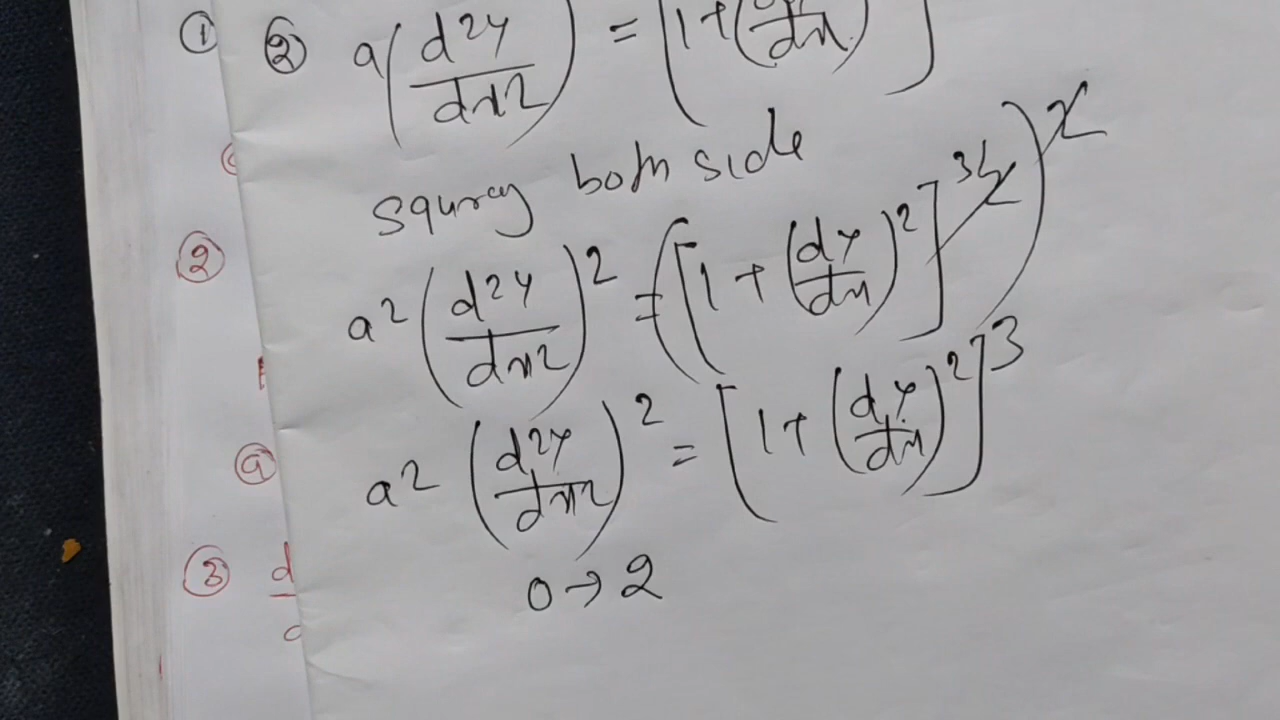 ① ② a(d²y/dx²) = [1+(dy/dx)]
squrey both side
②
a²(d²y/dx²)² = ([1+(dy/dx)²]^3/2)^2
a²(d²y/dx²)² = [1+(dy/dx)²]³
ⓐ
③ d
0→2